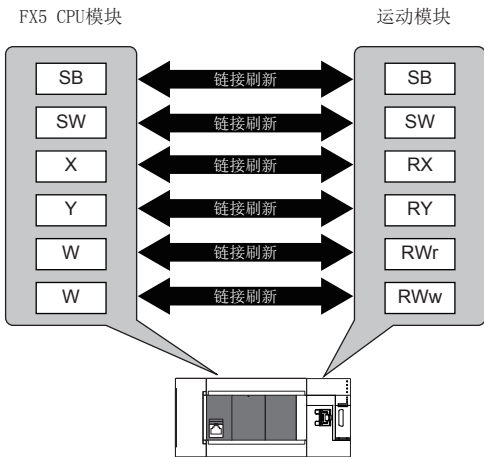 FX5 CPU模块 运动模块
SB 链接刷新 SB
SW 链接刷新 SW
X 链接刷新 RX
Y 链接刷新 RY
W 链接刷新 RWr
W 链接刷新 RWw